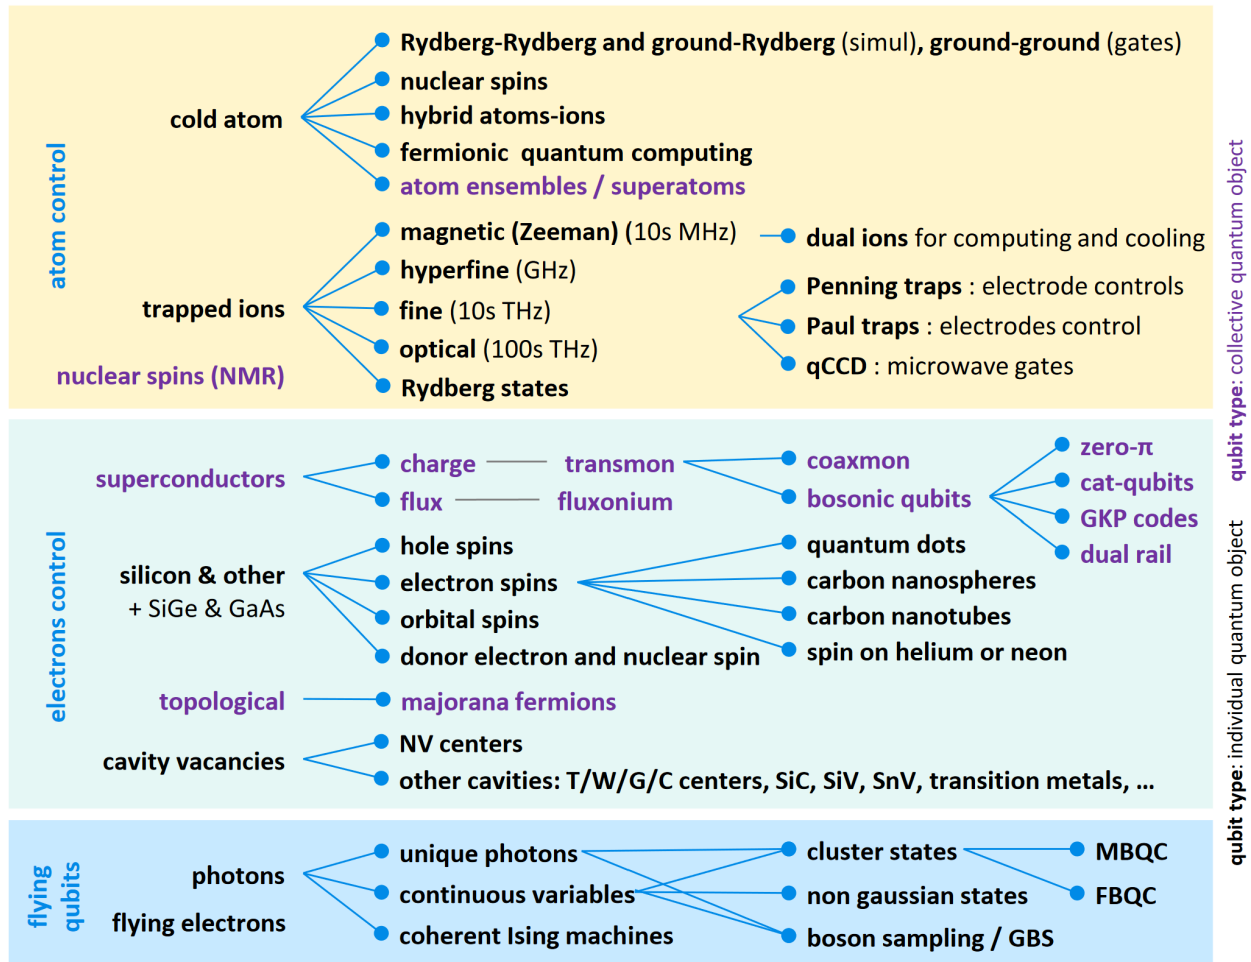 atom control
cold atom
Rydberg-Rydberg and ground-Rydberg (simul), ground-ground (gates)
nuclear spins
hybrid atoms-ions
fermionic quantum computing
atom ensembles / superatoms
trapped ions
magnetic (Zeeman) (10s MHz)
hyperfine (GHz)
fine (10s THz)
optical (100s THz)
Rydberg states
dual ions for computing and cooling
Penning traps : electrode controls
Paul traps : electrodes control
qCCD : microwave gates
nuclear spins (NMR)
electrons control
superconductors
charge
transmon
flux
fluxonium
coaxmon
bosonic qubits
zero-π
cat-qubits
GKP codes
dual rail
silicon & other
+ SiGe & GaAs
hole spins
electron spins
orbital spins
donor electron and nuclear spin
quantum dots
carbon nanospheres
carbon nanotubes
spin on helium or neon
topological
majorana fermions
cavity vacancies
NV centers
other cavities: T/W/G/C centers, SiC, SiV, SnV, transition metals, ...
flying
qubits
photons
unique photons
continuous variables
coherent Ising machines
cluster states
non gaussian states
boson sampling / GBS
MBQC
FBQC
flying electrons
qubit type: collective quantum object
qubit type: individual quantum object